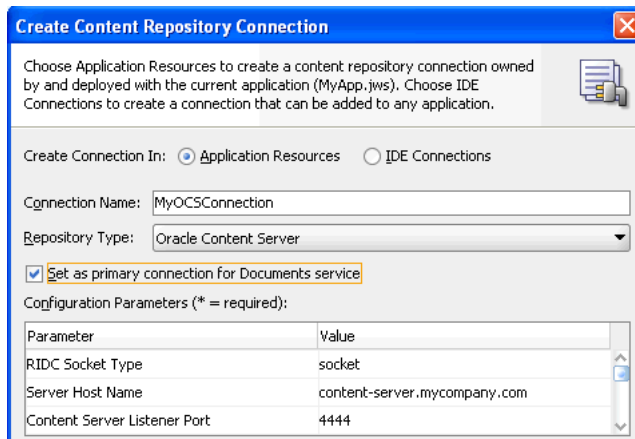 Create Content Repository Connection
Choose Application Resources to create a content repository connection owned
by and deployed with the current application (MyApp.jws). Choose IDE
Connections to create a connection that can be added to any application.
Create Connection In: Application Resources IDE Connections
Connection Name: MyOCSConnection
Repository Type: Oracle Content Server
Set as primary connection for Documents service
Configuration Parameters (* = required):
Parameter Value
RIDC Socket Type socket
Server Host Name content-server.mycompany.com
Content Server Listener Port 4444